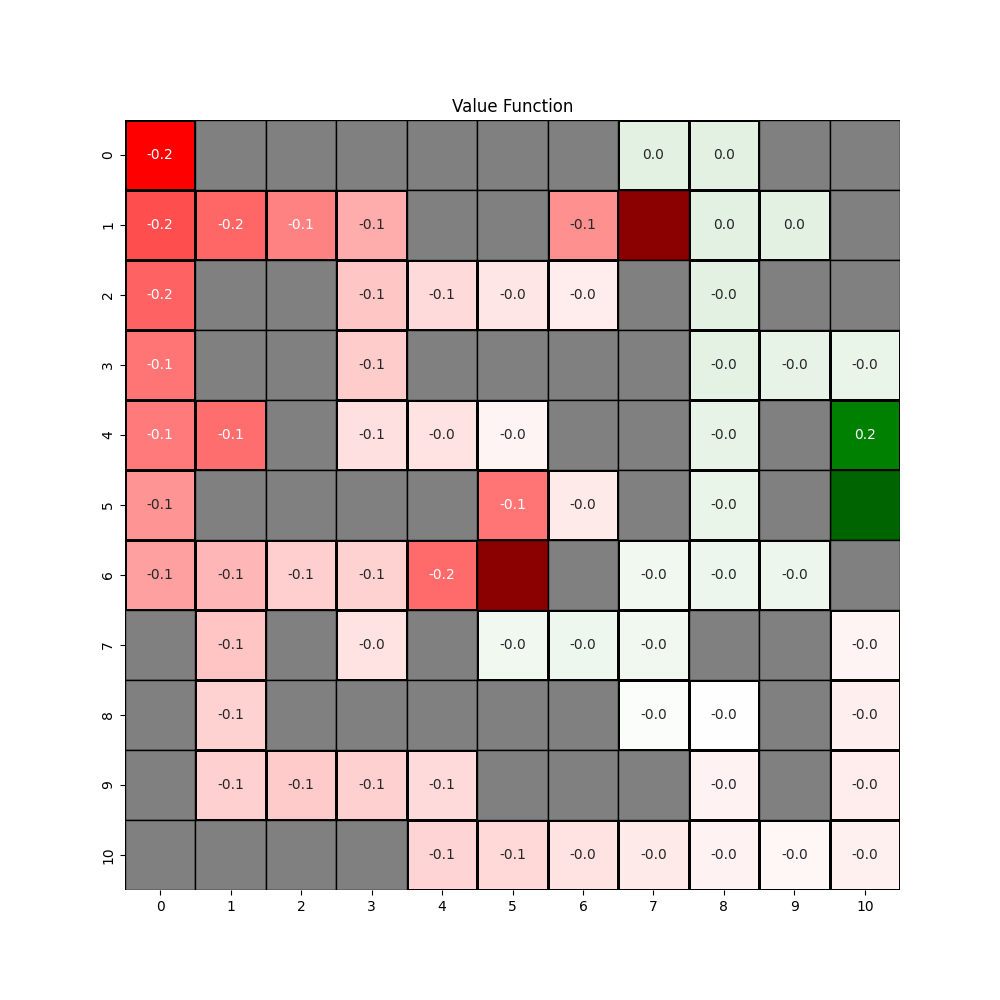 Value Function
0 -0.2 0.0 0.0
1 -0.2 -0.2 -0.1 -0.1 -0.1 0.0 0.0
2 -0.2 -0.1 -0.1 -0.0 -0.0 -0.0
3 -0.1 -0.1 -0.0 -0.0 -0.0
4 -0.1 -0.1 -0.1 -0.0 -0.0 -0.0 0.2
5 -0.1 -0.1 -0.0 -0.0
6 -0.1 -0.1 -0.1 -0.1 -0.2 -0.0 -0.0 -0.0
7 -0.1 -0.0 -0.0 -0.0 -0.0 -0.0
8 -0.1 -0.0 -0.0 -0.0
9 -0.1 -0.1 -0.1 -0.1 -0.0 -0.0
10 -0.1 -0.1 -0.0 -0.0 -0.0 -0.0 -0.0
0 1 2 3 4 5 6 7 8 9 10